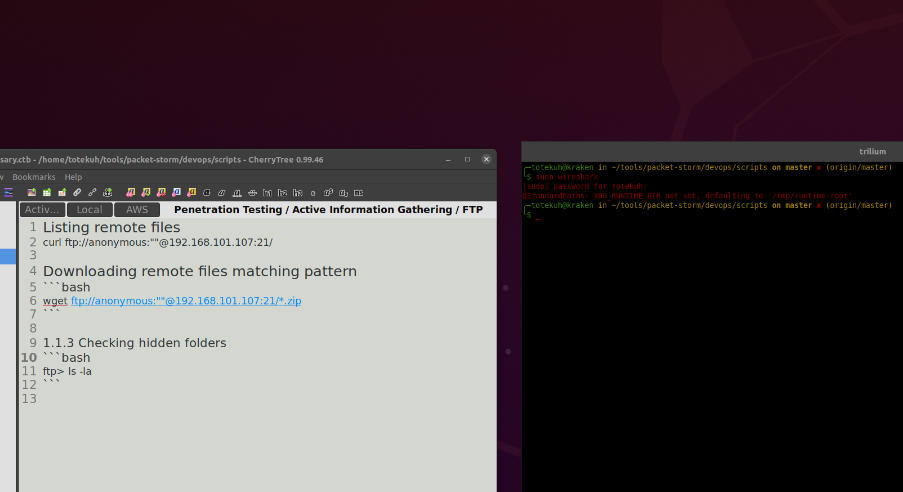 sary.ctb - /home/totekuh/tools/packet-storm/devops/scripts - CherryTree 0.99.46
w Bookmarks Help
Activ... Local AWS Penetration Testing / Active Information Gathering / FTP
1 Listing remote files
2 curl ftp://anonymous:""@192.168.101.107:21/
3
4 Downloading remote files matching pattern
5 ```bash
6 wget ftp://anonymous:""@192.168.101.107:21/*.zip
7 ```
8
9 1.1.3 Checking hidden folders
10 ```bash
11 ftp> ls -la
12 ```
13
trilium
totekuh@kraken in ~/tools/packet-storm/devops/scripts on master (origin/master)
$ sudo wireshark
[sudo] password for totekuh:
QStandardPaths: XDG_RUNTIME_DIR not set, defaulting to '/tmp/runtime-root'
totekuh@kraken in ~/tools/packet-storm/devops/scripts on master (origin/master)
$ _